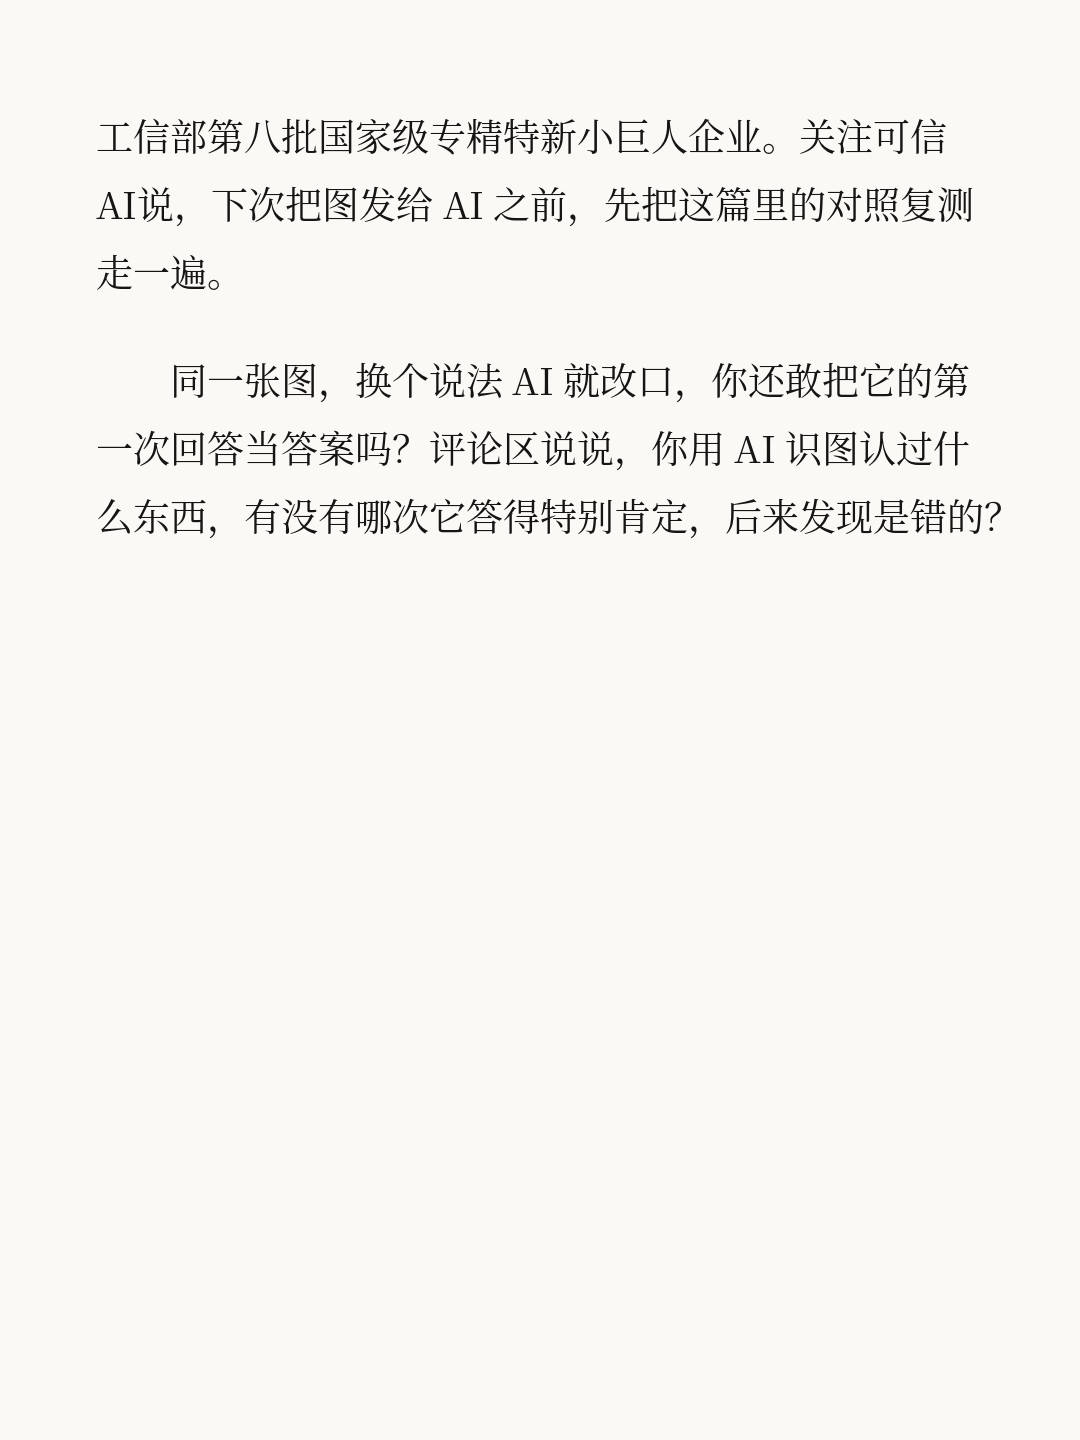 工信部第八批国家级专精特新小巨人企业。关注可信
AI说，下次把图发给 AI 之前，先把这篇里的对照复测
走一遍。
同一张图，换个说法 AI 就改口，你还敢把它的第
一次回答当答案吗？评论区说说，你用 AI 识图认过什
么东西，有没有哪次它答得特别肯定，后来发现是错的？